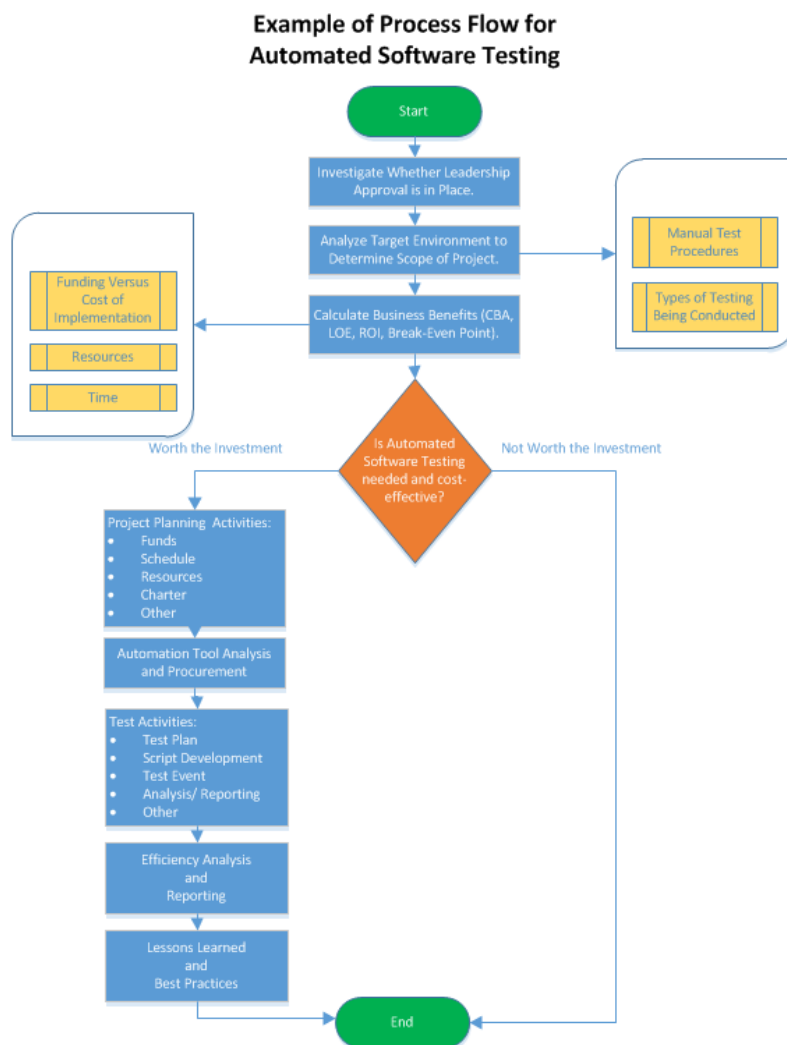 Example of Process Flow for
Automated Software Testing
Start
Investigate Whether Leadership
Approval is in Place.
Analyze Target Environment to
Determine Scope of Project.
Manual Test
Procedures
Types of Testing
Being Conducted
Calculate Business Benefits (CBA,
LOE, ROI, Break-Even Point).
Funding Versus
Cost of
Implementation
Resources
Time
Is Automated
Software Testing
needed and cost-
effective?
Worth the Investment
Not Worth the Investment
Project Planning Activities:
• Funds
• Schedule
• Resources
• Charter
• Other
Automation Tool Analysis
and Procurement
Test Activities:
• Test Plan
• Script Development
• Test Event
• Analysis/ Reporting
• Other
Efficiency Analysis
and
Reporting
Lessons Learned
and
Best Practices
End